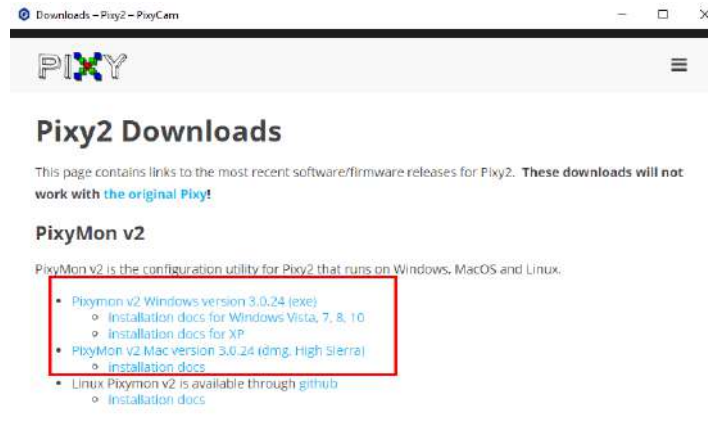 Downloads – Pixy2 – PixyCam
PIXY
Pixy2 Downloads
This page contains links to the most recent software/firmware releases for Pixy2. These downloads will not
work with the original Pixy!
PixyMon v2
PixyMon v2 is the configuration utility for Pixy2 that runs on Windows, MacOS and Linux.
Pixymon v2 Windows version 3.0.24 (exe)
installation docs for Windows Vista, 7, 8, 10
installation docs for XP
PixyMon v2 Mac version 3.0.24 (dmg, High Sierra)
installation docs
Linux Pixymon v2 is available through github
Installation docs